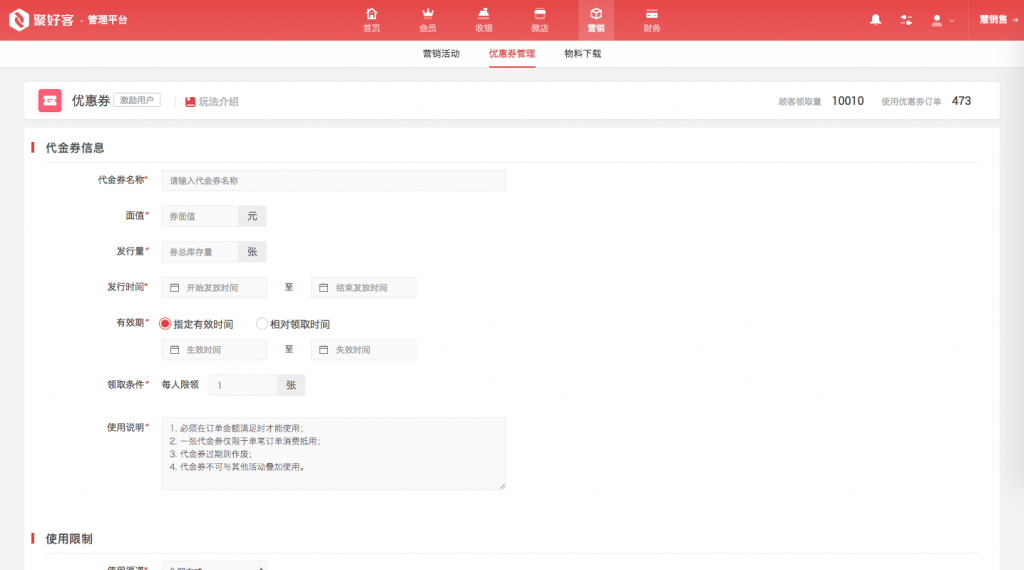 聚好客 · 管理平台
首页 会员 收银 微店 营销 财务
慧销售 →
营销活动 优惠券管理 物料下载
优惠券 激励用户 玩法介绍 顾客领取量 10010 使用优惠券订单 473
代金券信息
代金券名称* 请输入代金券名称
面值* 券面值 元
发行量* 券总库存量 张
发行时间* 开始发放时间 至 结束发放时间
有效期* 指定有效时间 相对领取时间
生效时间 至 失效时间
领取条件* 每人限领 1 张
使用说明* 1. 必须在订单金额满足时才能使用；
2. 一张代金券仅限于单笔订单消费抵用；
3. 代金券过期则作废；
4. 代金券不可与其他活动叠加使用。
使用限制
使用渠道*